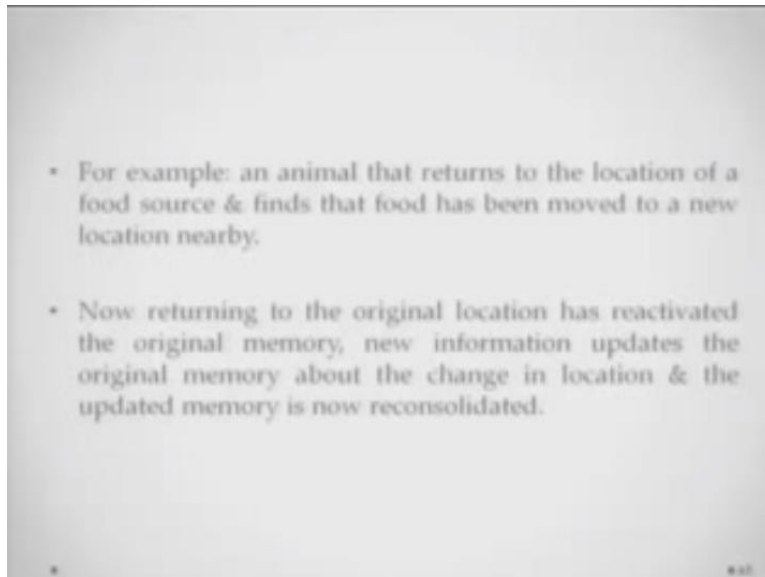 • For example: an animal that returns to the location of a
food source & finds that food has been moved to a new
location nearby.
• Now returning to the original location has reactivated
the original memory, new information updates the
original memory about the change in location & the
updated memory is now reconsolidated.